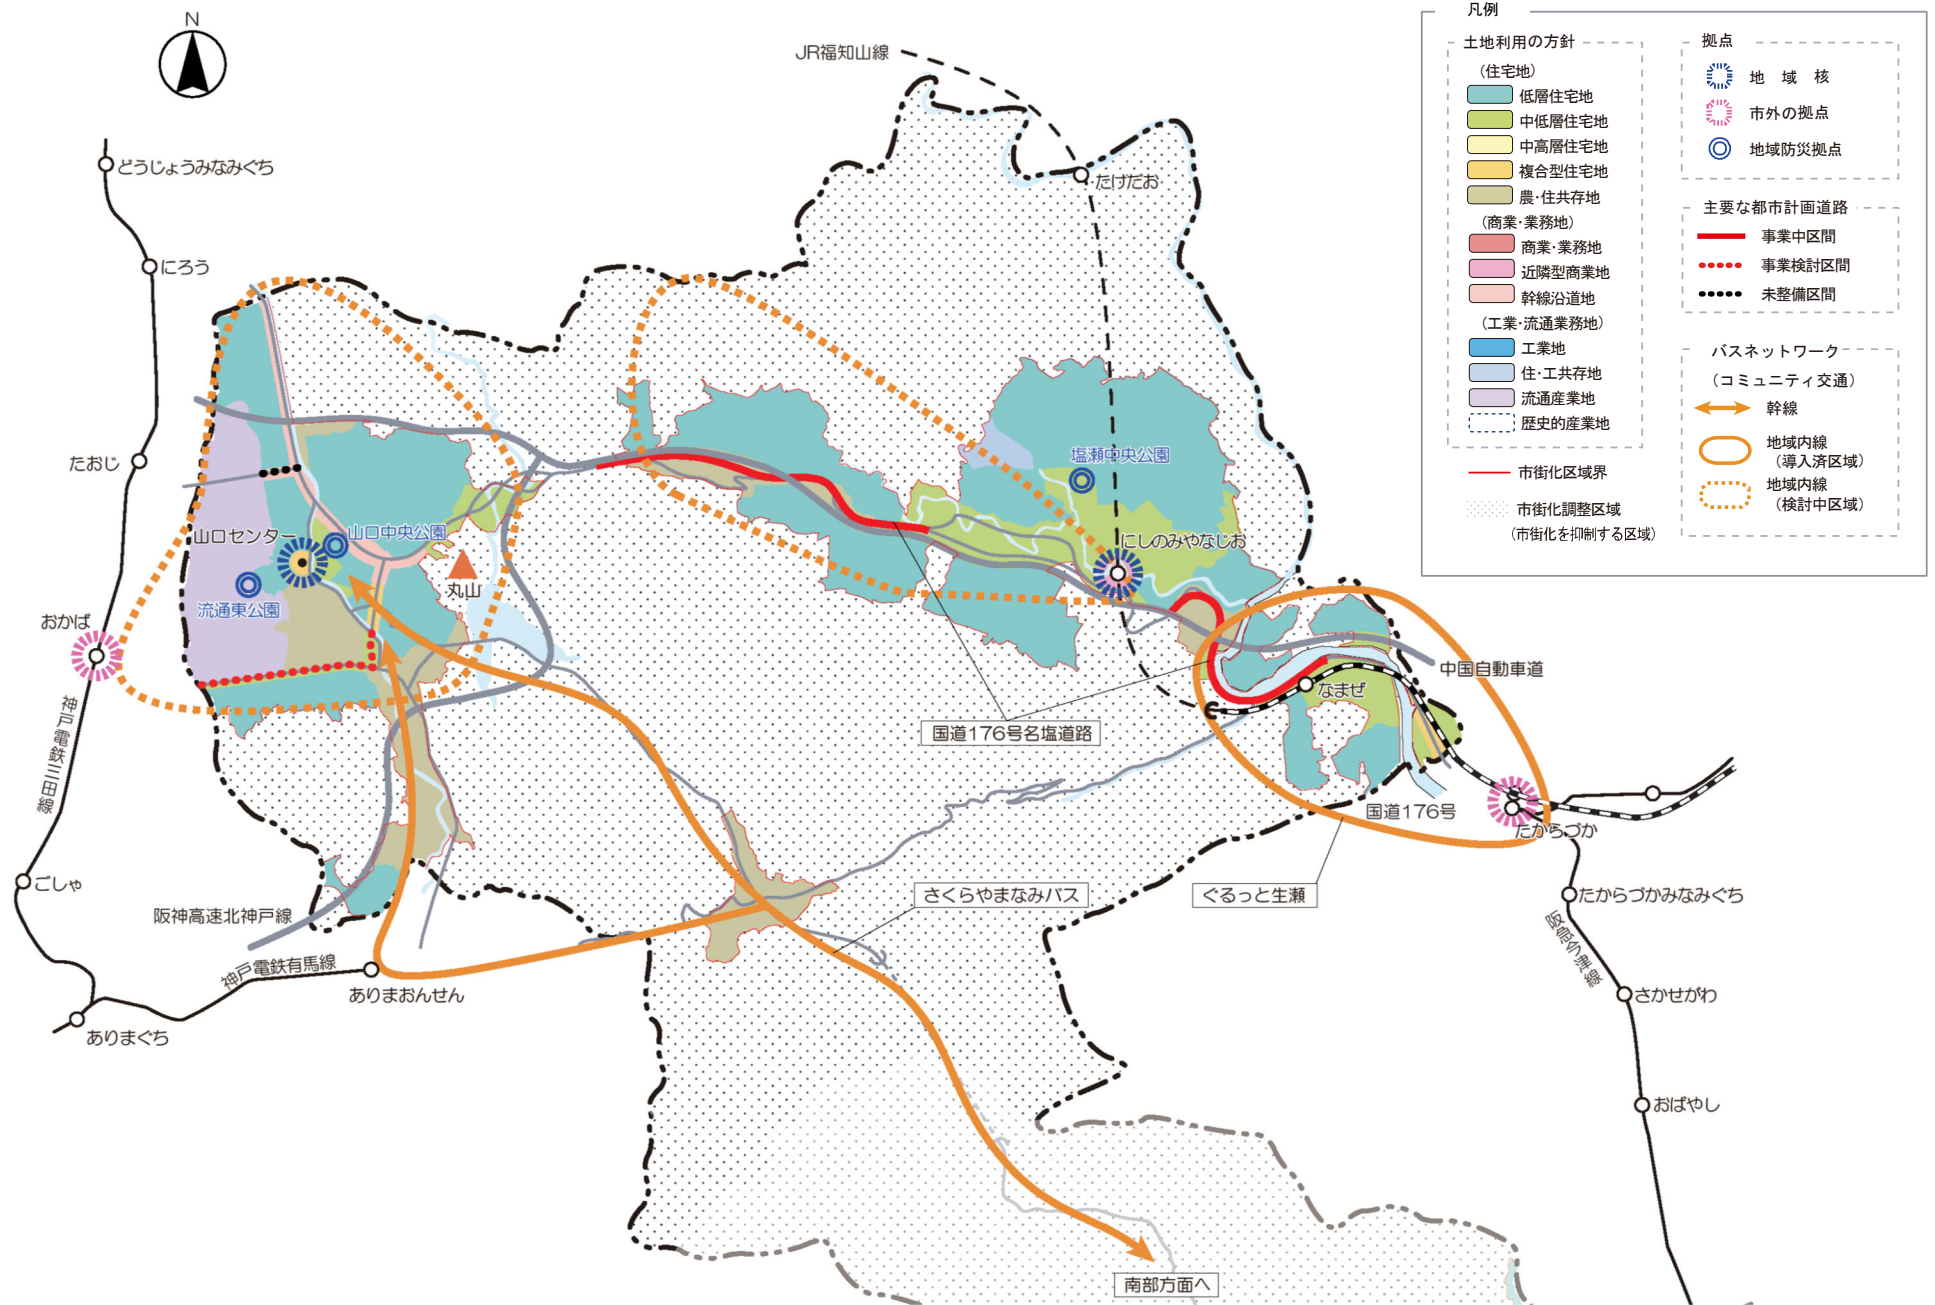 凡例
土地利用の方針
(住宅地)
低層住宅地
中低層住宅地
中高層住宅地
複合型住宅地
農・住共存地
(商業・業務地)
商業・業務地
近隣型商業地
幹線沿道地
(工業・流通業務地)
工業地
住・工共存地
流通産業地
歴史的産業地
市街化区域界
市街化調整区域
(市街化を抑制する区域)
拠点
地域核
市外の拠点
地域防災拠点
主要な都市計画道路
事業中区間
事業検討区間
未整備区間
バスネットワーク
(コミュニティ交通)
幹線
地域内線
(導入済区域)
地域内線
(検討中区域)
N
JR福知山線
どうじょうみなみぐち
たけだお
にろう
たおじ
塩瀬中央公園
山口センター
山口中央公園
にしのみやなじお
丸山
流通東公園
おかば
中国自動車道
なまぜ
神戸電鉄三田線
国道176号名塩道路
国道176号
たからづか
ごしゃ
さくらやまなみバス
ぐるっと生瀬
たからづかみなみぐち
阪神高速北神戸線
阪急今津線
神戸電鉄有馬線
ありまおんせん
さかせがわ
ありまぐち
おばやし
南部方面へ